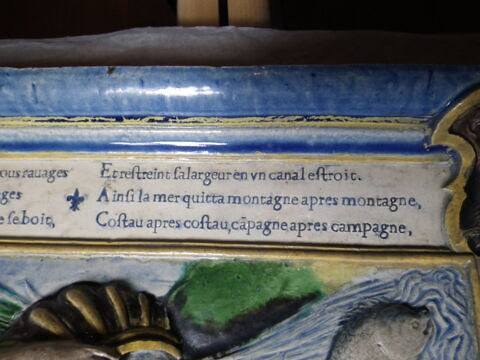 ous rauages
ges
e se boit,
Et restreint sa largeur en vn canal estroit.
Ainsi la mer quitta montagne apres montagne,
Costau apres costau, cāpagne apres campagne,